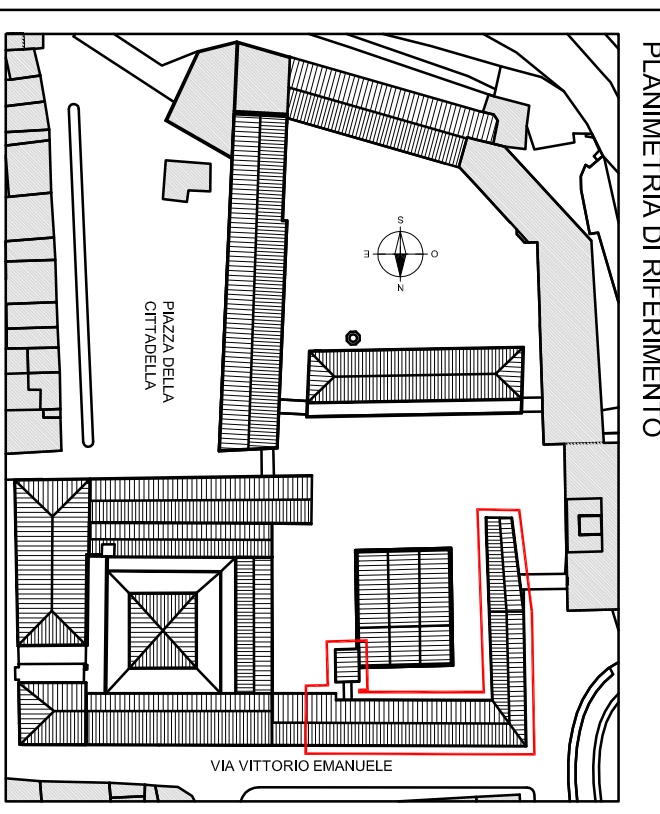 PLANIMETRIA DI RIFERIMENTO
S
E
O
N
PIAZZA DELLA
CITTADELLA
VIA VITTORIO EMANUELE